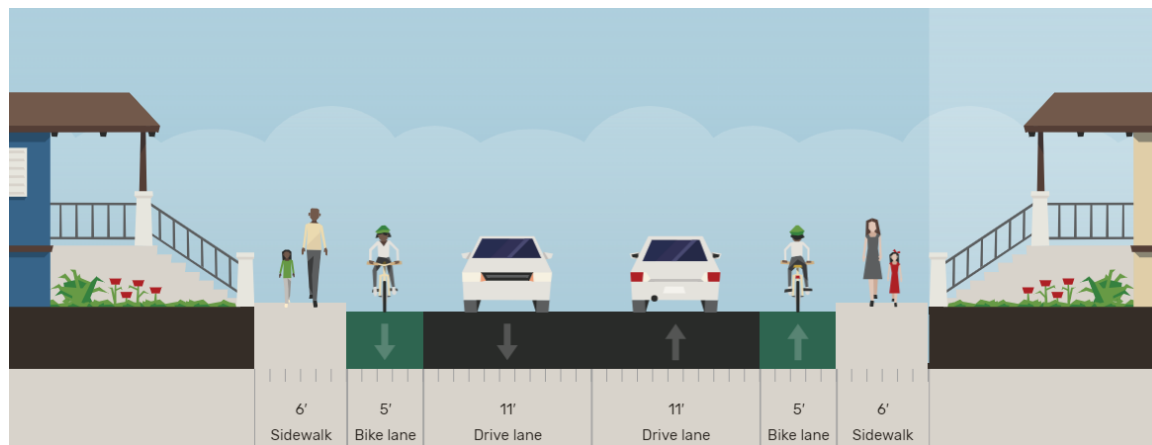 6′ 5′ 11′ 11′ 5′ 6′
Sidewalk Bike lane Drive lane Drive lane Bike lane Sidewalk